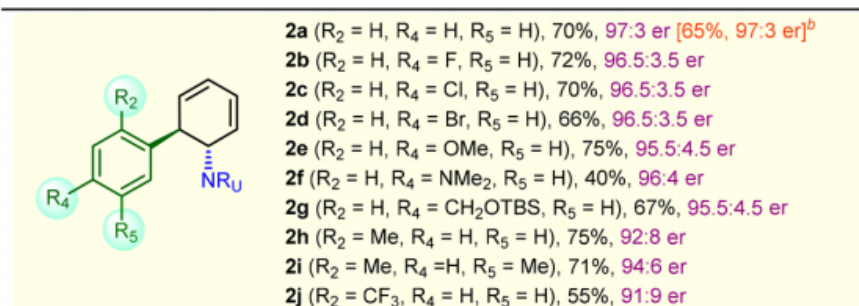 2a (R₂ = H, R₄ = H, R₅ = H), 70%, 97:3 er [65%, 97:3 er]ᵇ
2b (R₂ = H, R₄ = F, R₅ = H), 72%, 96.5:3.5 er
2c (R₂ = H, R₄ = Cl, R₅ = H), 70%, 96.5:3.5 er
2d (R₂ = H, R₄ = Br, R₅ = H), 66%, 96.5:3.5 er
2e (R₂ = H, R₄ = OMe, R₅ = H), 75%, 95.5:4.5 er
2f (R₂ = H, R₄ = NMe₂, R₅ = H), 40%, 96:4 er
2g (R₂ = H, R₄ = CH₂OTBS, R₅ = H), 67%, 95.5:4.5 er
2h (R₂ = Me, R₄ = H, R₅ = H), 75%, 92:8 er
2i (R₂ = Me, R₄ =H, R₅ = Me), 71%, 94:6 er
2j (R₂ = CF₃, R₄ = H, R₅ = H), 55%, 91:9 er
R₂
NRU
R₄
R₅